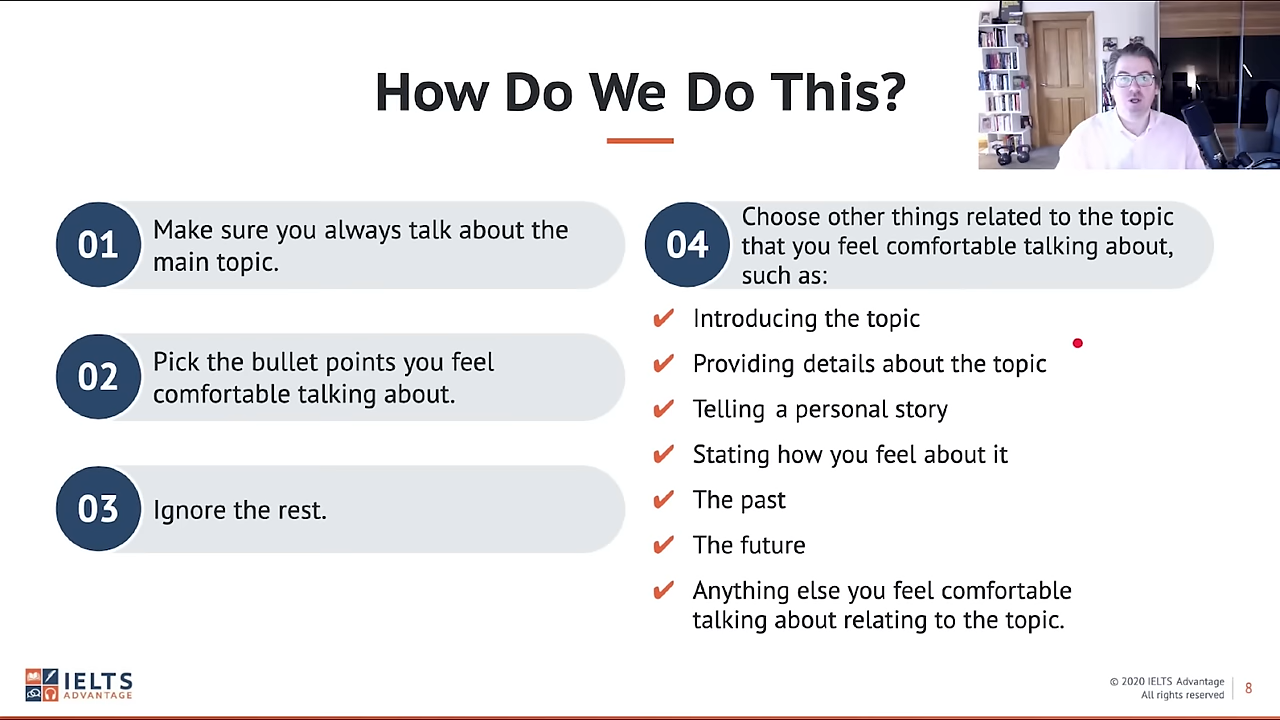 How Do We Do This?
01
Make sure you always talk about the
main topic.
02
Pick the bullet points you feel
comfortable talking about.
03
Ignore the rest.
04
Choose other things related to the topic
that you feel comfortable talking about,
such as:
✔ Introducing the topic
✔ Providing details about the topic
✔ Telling a personal story
✔ Stating how you feel about it
✔ The past
✔ The future
✔ Anything else you feel comfortable
talking about relating to the topic.
IELTS
ADVANTAGE
© 2020 IELTS Advantage
All rights reserved
8